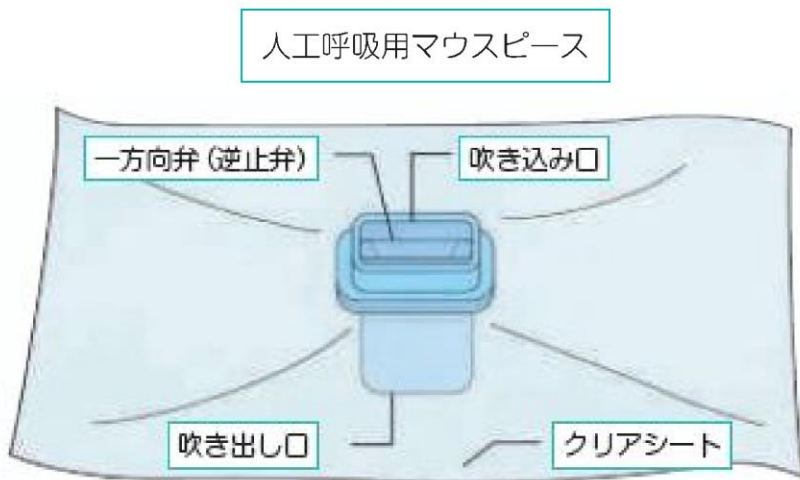 人工呼吸用マウスピース
一方向弁（逆止弁）
吹き込み口
吹き出し口
クリアシート